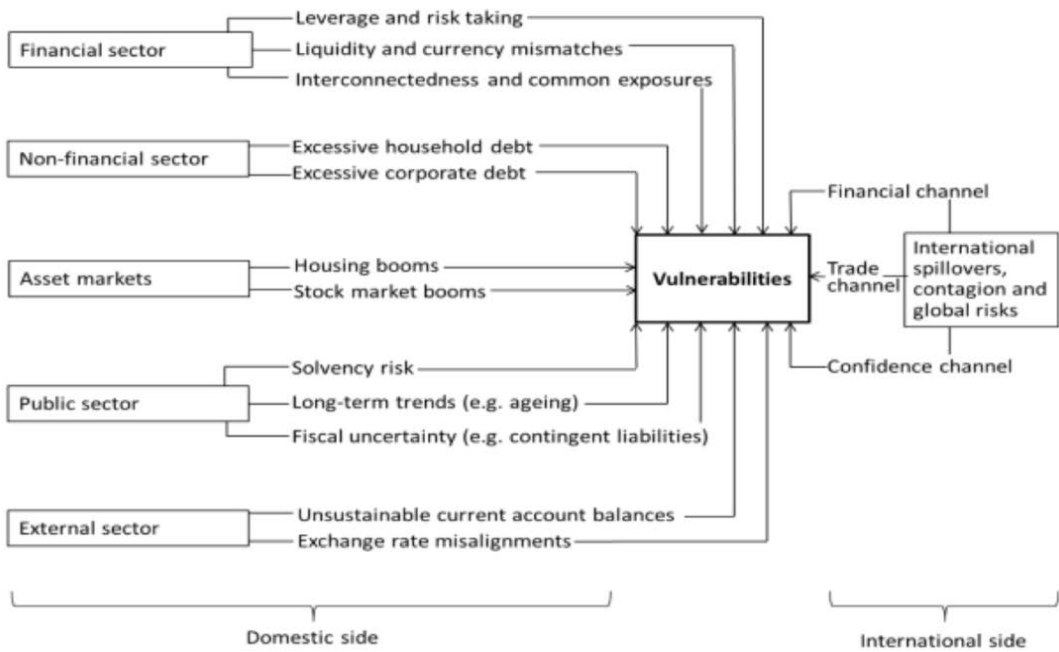 Financial sector
Leverage and risk taking
Liquidity and currency mismatches
Interconnectedness and common exposures
Non-financial sector
Excessive household debt
Excessive corporate debt
Asset markets
Housing booms
Stock market booms
Public sector
Solvency risk
Long-term trends (e.g. ageing)
Fiscal uncertainty (e.g. contingent liabilities)
External sector
Unsustainable current account balances
Exchange rate misalignments
Vulnerabilities
Financial channel
Trade
channel
Confidence channel
International
spillovers,
contagion and
global risks
Domestic side
International side